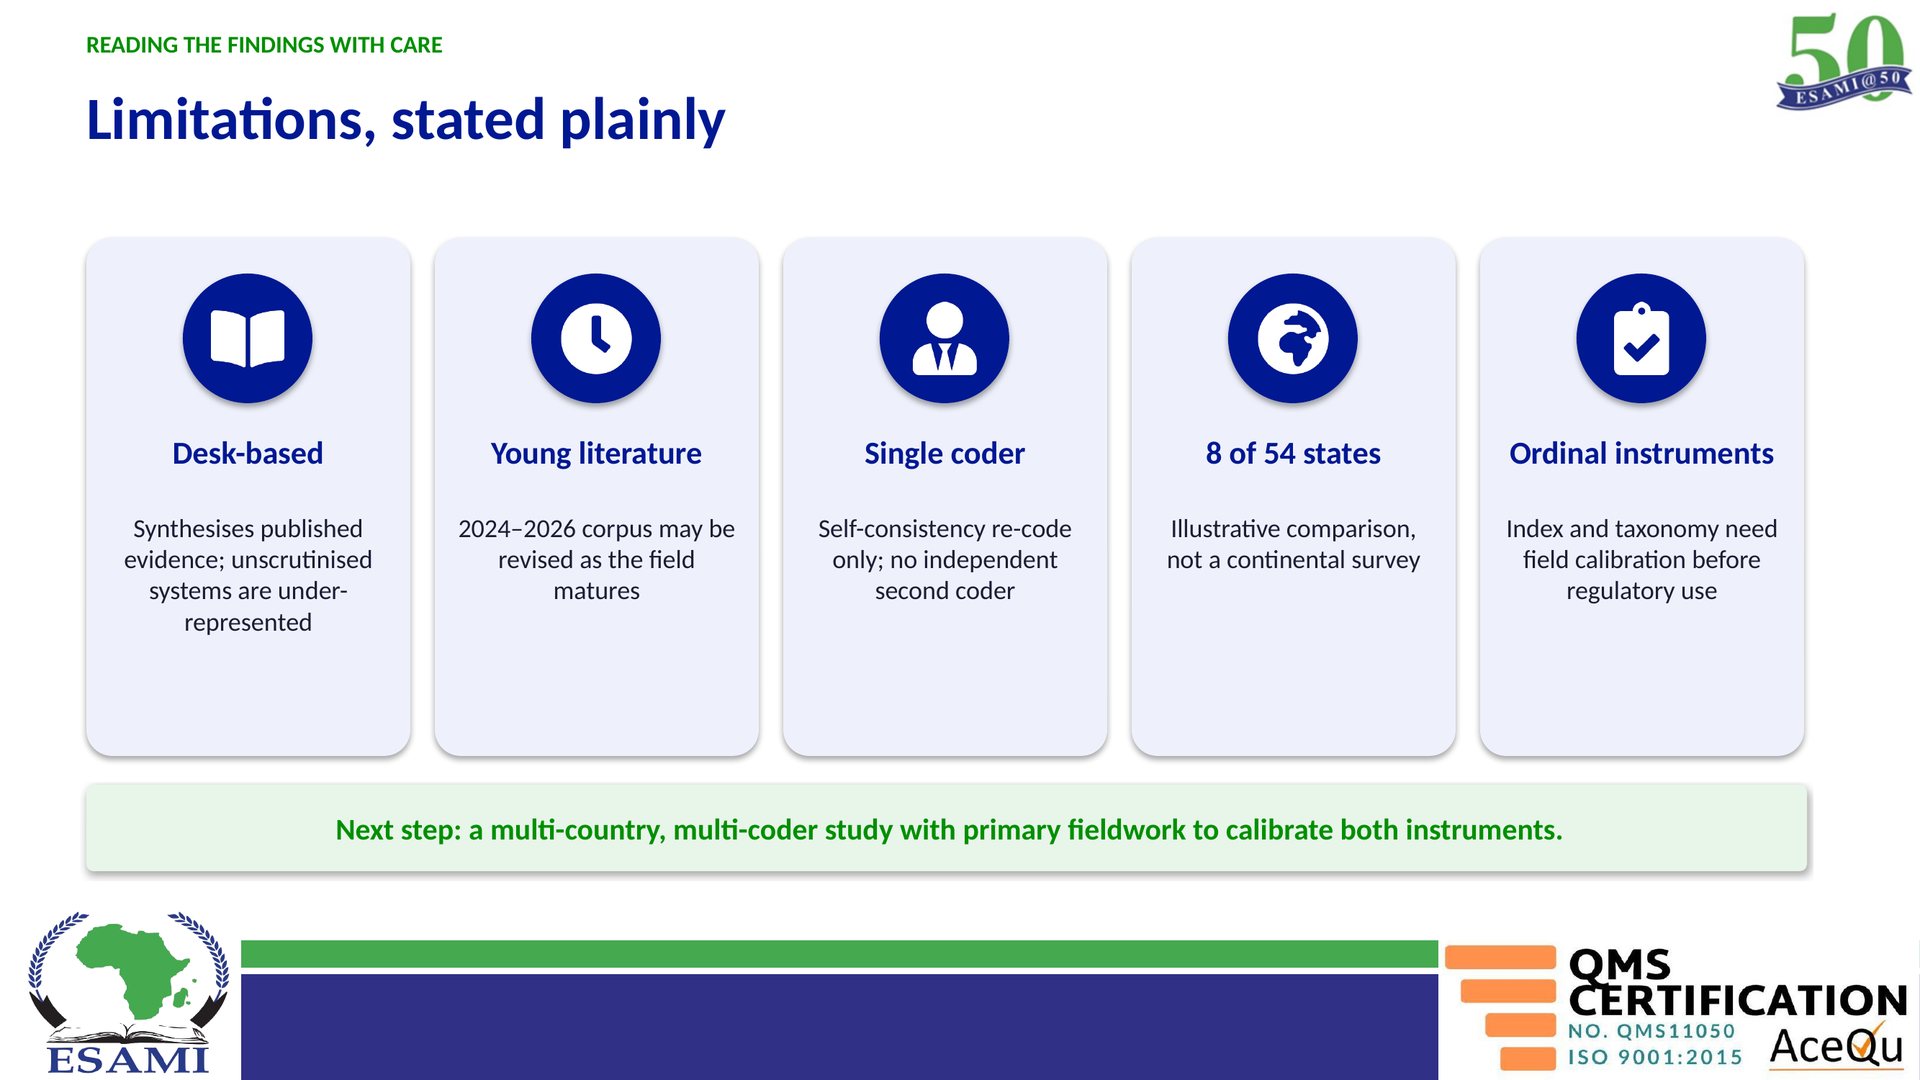 READING THE FINDINGS WITH CARE
50
ESAMI@50
Limitations, stated plainly
Desk-based
Synthesises published
evidence; unscrutinised
systems are under-
represented
Young literature
2024–2026 corpus may be
revised as the field
matures
Single coder
Self-consistency re-code
only; no independent
second coder
8 of 54 states
Illustrative comparison,
not a continental survey
Ordinal instruments
Index and taxonomy need
field calibration before
regulatory use
Next step: a multi-country, multi-coder study with primary fieldwork to calibrate both instruments.
ESAMI
QMS
CERTIFICATION
NO. QMS11050
ISO 9001:2015
AceQu